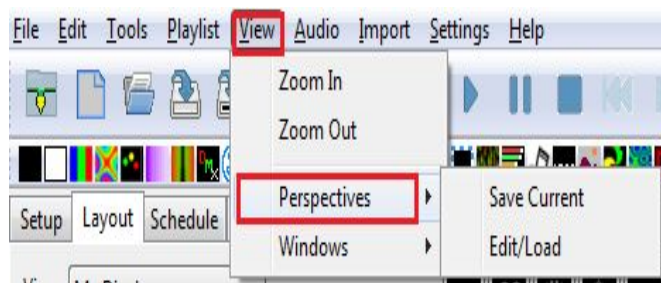 File Edit Tools Playlist View Audio Import Settings Help
Zoom In
Zoom Out
Perspectives
Save Current
Windows
Edit/Load
Setup Layout Schedule